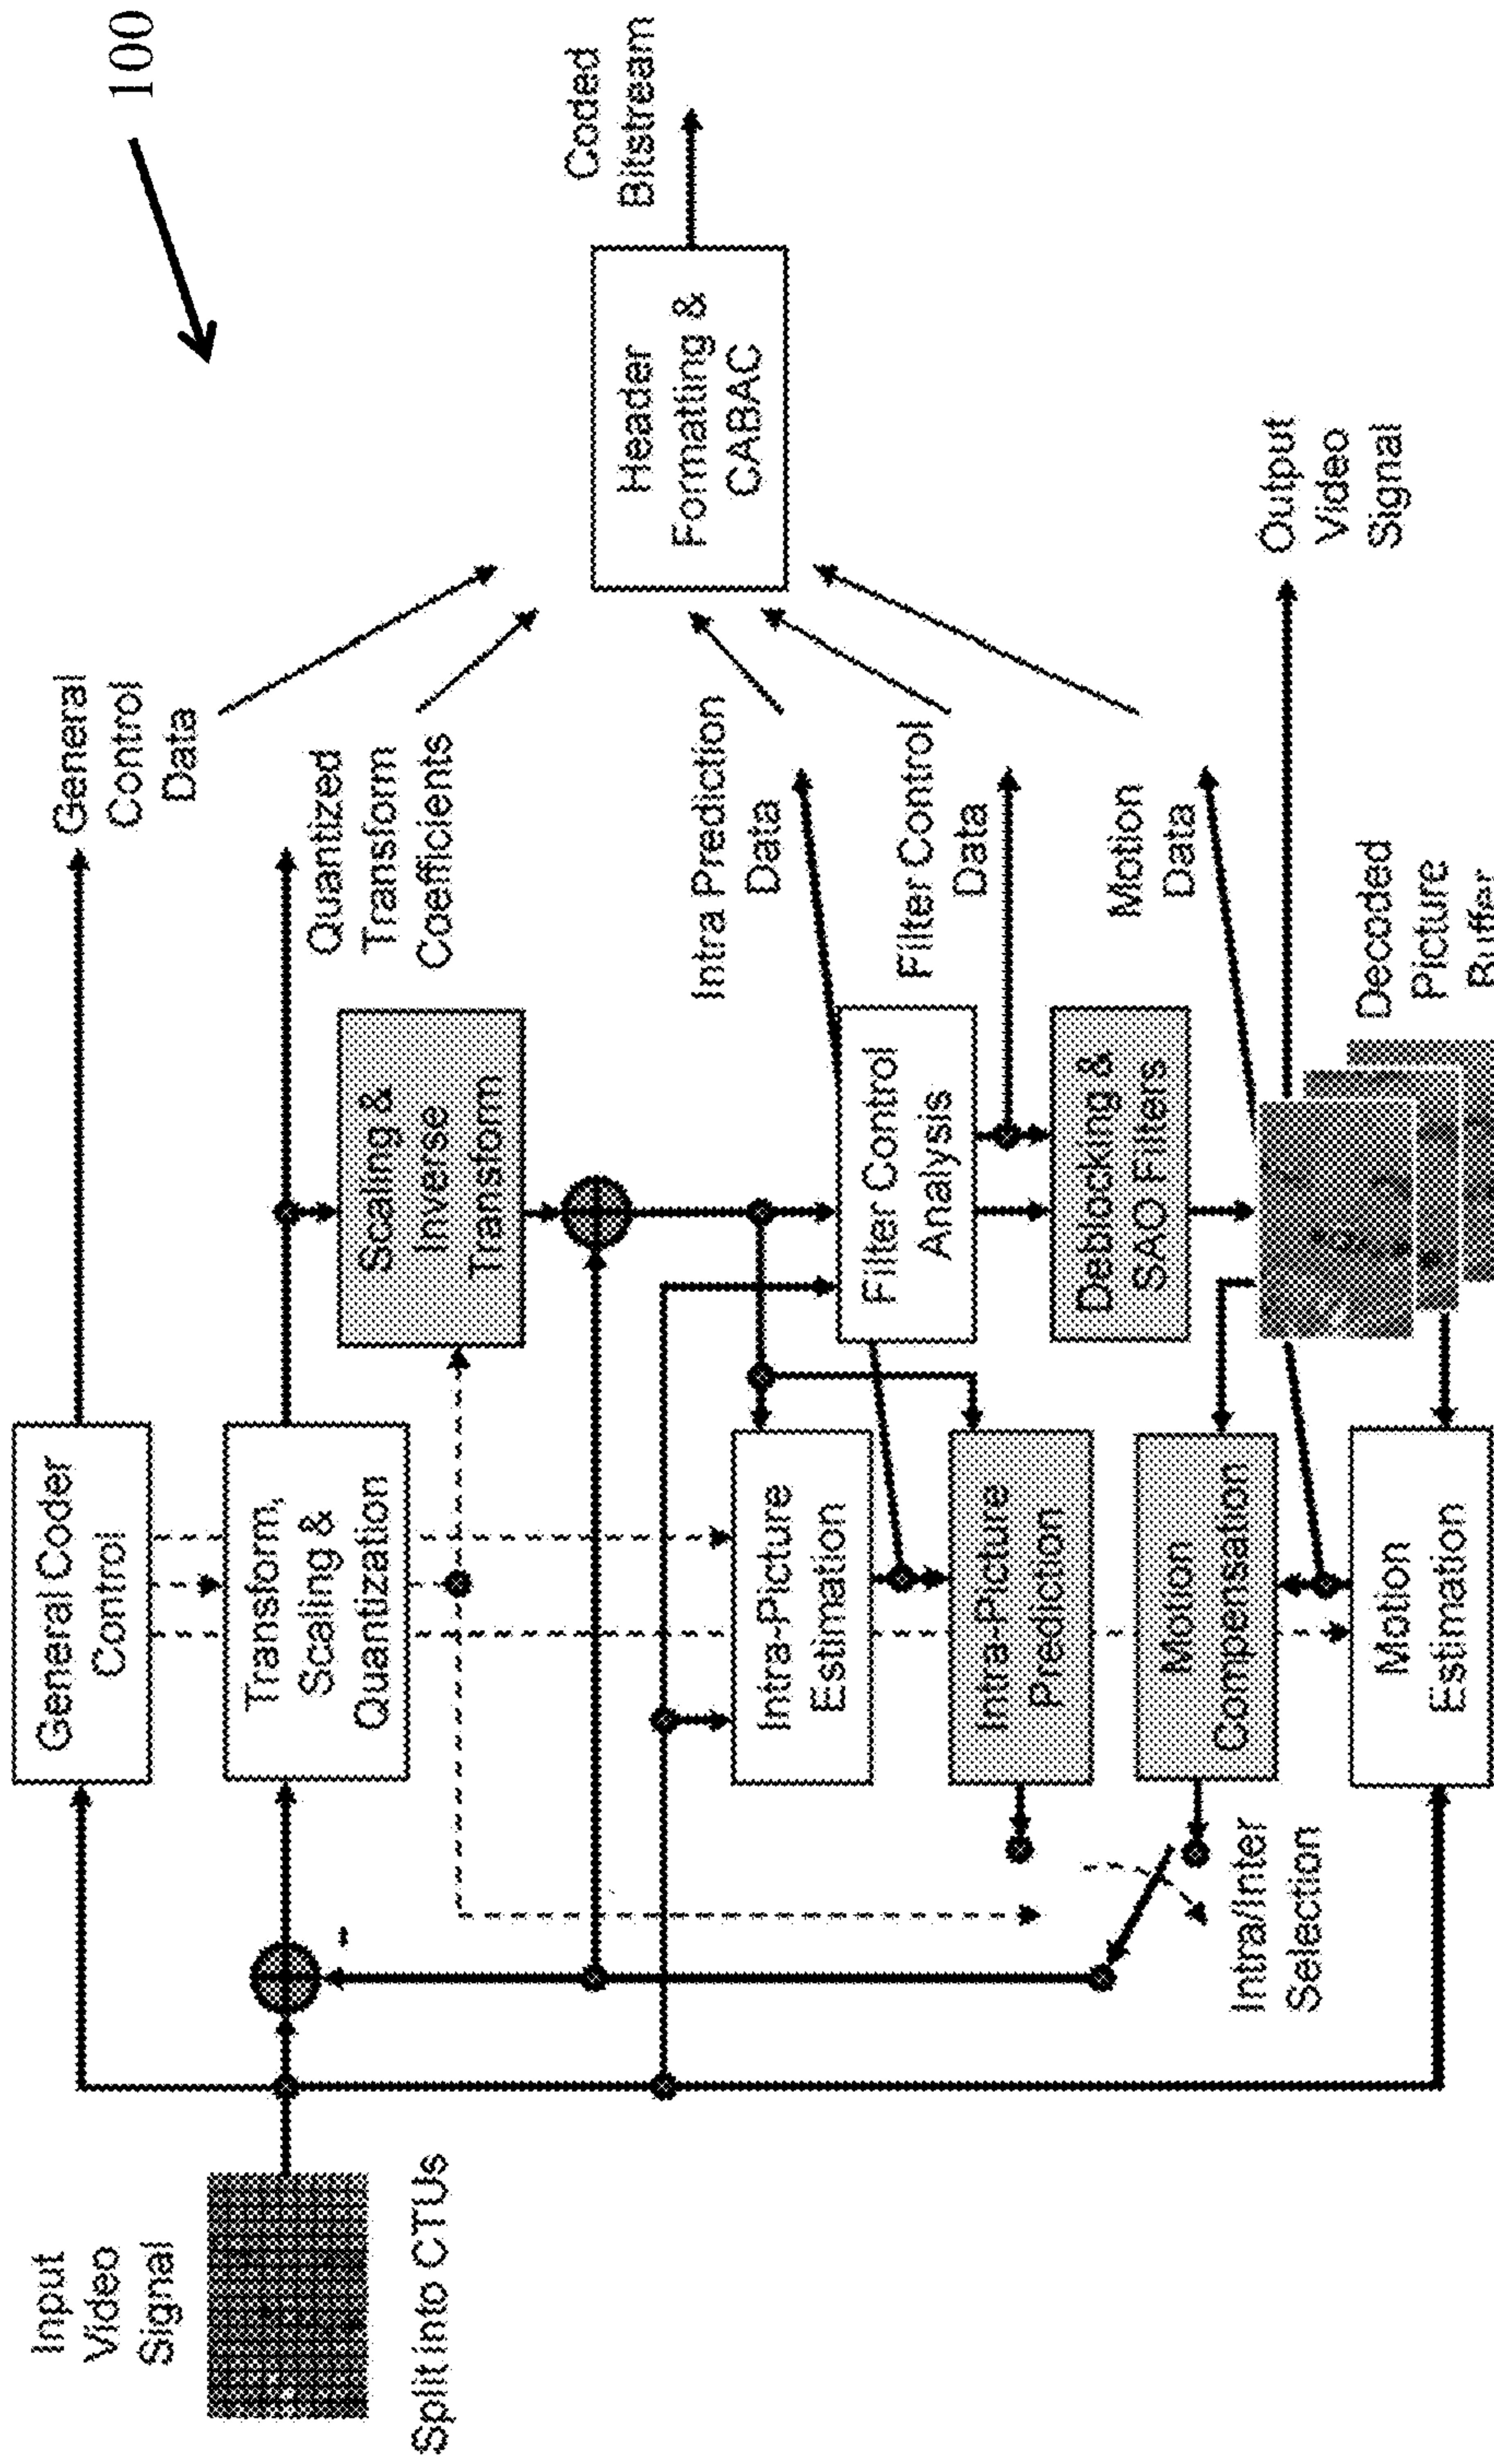 100
Input
Video
Signal
Split into CTUs
General Coder
Control
Transform,
Scaling &
Quantization
Scaling &
Inverse
Transform
General
Control
Data
Quantized
Transform
Coefficients
Header
Formatting &
CABAC
Coded
Bitstream
Intra-Picture
Estimation
Intra-Picture
Prediction
Filter Control
Analysis
Deblocking &
SAO Filters
Intra Prediction
Data
Filter Control
Data
Motion
Data
Motion
Compensation
Motion
Estimation
Intra/Inter
Selection
-
Output
Video
Signal
Decoded
Picture
Buffer